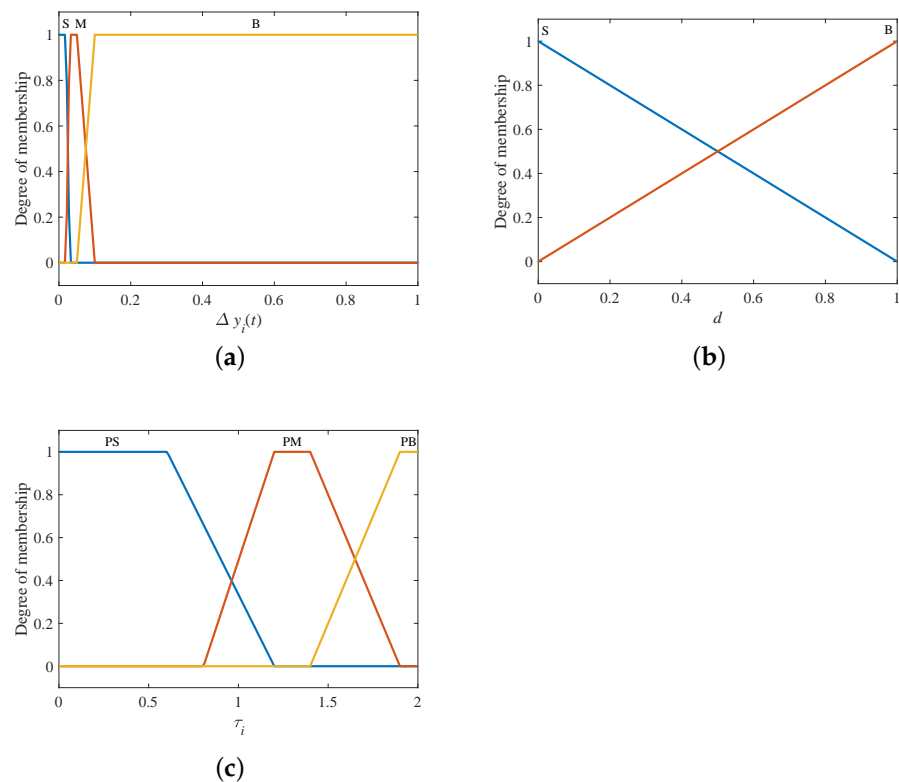 S M B
Degree of membership
1
0.8
0.6
0.4
0.2
0
0 0.2 0.4 0.6 0.8 1
Δ y_i(t)
(a)
S B
Degree of membership
1
0.8
0.6
0.4
0.2
0
0 0.2 0.4 0.6 0.8 1
d
(b)
PS PM PB
Degree of membership
1
0.8
0.6
0.4
0.2
0
0 0.5 1 1.5 2
τ_i
(c)